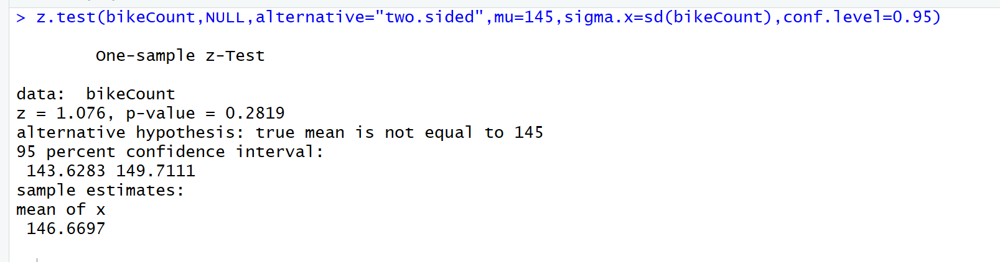 > z.test(bikeCount,NULL,alternative="two.sided",mu=145,sigma.x=sd(bikeCount),conf.level=0.95)
One-sample z-Test
data:  bikeCount
z = 1.076, p-value = 0.2819
alternative hypothesis: true mean is not equal to 145
95 percent confidence interval:
143.6283 149.7111
sample estimates:
mean of x
146.6697